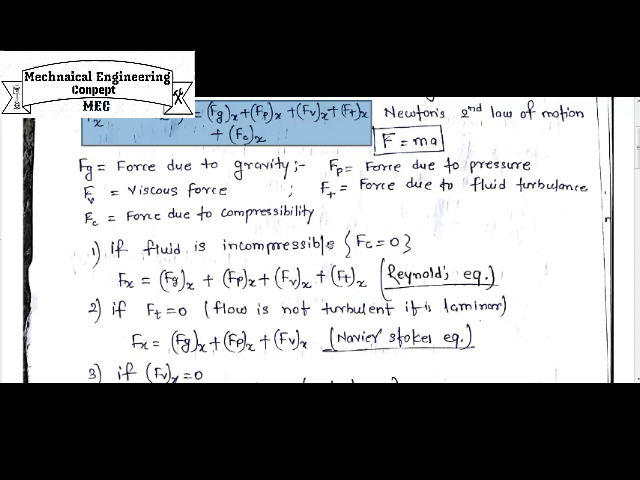 Mechnaical Engineering
Conpept
MEC
= (Fg)x + (Fp)x + (Fv)x + (Ft)x
+ (Fc)x
Newton's 2nd law of motion
F = ma
Fg = Force due to gravity ;- Fp = Force due to pressure
Fv = Viscous force ; Ft = Force due to fluid turbulance
Fc = Force due to compressibility
1) if fluid is incompressible {Fc = 0}
Fx = (Fg)x + (Fp)x + (Fv)x + (Ft)x (Reynold's eq.)
2) if Ft = 0 (flow is not turbulent if is laminar)
Fx = (Fg)x + (Fp)x + (Fv)x (Navier stokes eq.)
3) if (Fv)x = 0